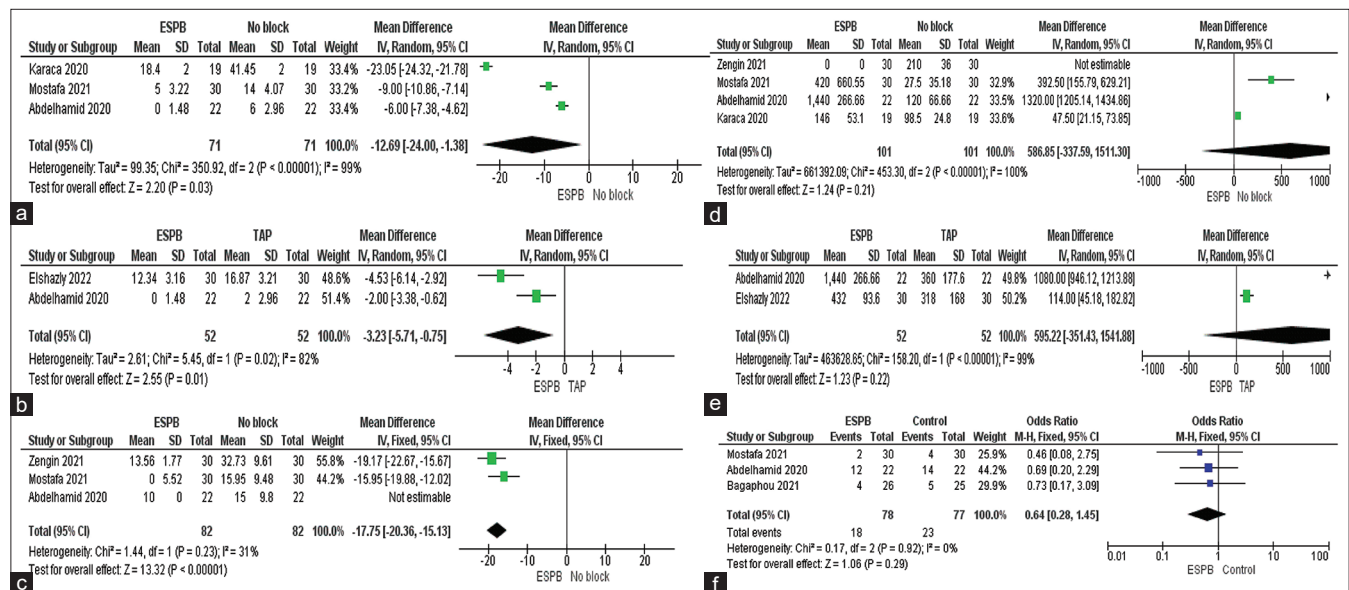 ESPB No block Mean Difference Mean Difference
Study or Subgroup Mean SD Total Mean SD Total Weight IV, Random, 95% CI IV, Random, 95% CI
Karaca 2020 18.4 2 19 41.45 2 19 33.4% -23.05 [-24.32, -21.78]
Mostafa 2021 5 3.22 30 14 4.07 30 33.1% -9.00 [-10.86, -7.14]
Abdelhamid 2020 0 1.48 22 6 2.96 22 33.4% -6.00 [-7.38, -4.62]
Total (95% CI) 71 71 100.0% -12.69 [-24.00, -1.38]
Heterogeneity: Tau² = 99.35; Chi² = 350.92, df = 2 (P < 0.00001); I² = 99%
Test for overall effect: Z = 2.20 (P = 0.03)
-20 -10 0 10 20
ESPB No block
a
ESPB TAP Mean Difference Mean Difference
Study or Subgroup Mean SD Total Mean SD Total Weight IV, Random, 95% CI IV, Random, 95% CI
Elshazly 2022 12.34 3.16 30 16.87 3.21 30 48.6% -4.53 [-6.14, -2.92]
Abdelhamid 2020 0 1.48 22 2 2.96 22 51.4% -2.00 [-3.38, -0.62]
Total (95% CI) 52 52 100.0% -3.23 [-5.71, -0.75]
Heterogeneity: Tau² = 2.61; Chi² = 5.45, df = 1 (P = 0.02); I² = 82%
Test for overall effect: Z = 2.55 (P = 0.01)
-4 -2 0 2 4
ESPB TAP
b
ESPB No block Mean Difference Mean Difference
Study or Subgroup Mean SD Total Mean SD Total Weight IV, Fixed, 95% CI IV, Fixed, 95% CI
Zengin 2021 13.56 1.77 30 32.73 9.61 30 55.8% -19.17 [-22.67, -15.67]
Mostafa 2021 0 5.52 30 15.95 9.48 30 44.2% -15.95 [-19.88, -12.02]
Abdelhamid 2020 10 0 22 15 9.8 22 Not estimable
Total (95% CI) 82 82 100.0% -17.75 [-20.36, -15.13]
Heterogeneity: Chi² = 1.44, df = 1 (P = 0.23); I² = 31%
Test for overall effect: Z = 13.32 (P < 0.00001)
-20 -10 0 10 20
ESPB No block
c
ESPB No block Mean Difference Mean Difference
Study or Subgroup Mean SD Total Mean SD Total Weight IV, Random, 95% CI IV, Random, 95% CI
Zengin 2021 0 0 30 210 36 30 Not estimable
Mostafa 2021 420 660.55 30 27.5 35.18 30 32.9% 392.50 [155.79, 629.21]
Abdelhamid 2020 1,440 266.66 22 120 66.66 22 33.5% 1320.00 [1205.14, 1434.86]
Karaca 2020 146 53.1 19 98.5 24.8 19 33.6% 47.50 [21.15, 73.85]
Total (95% CI) 101 101 100.0% 586.85 [-337.59, 1511.30]
Heterogeneity: Tau² = 661392.09; Chi² = 453.30, df = 2 (P < 0.00001); I² = 100%
Test for overall effect: Z = 1.24 (P = 0.21)
-1000 -500 0 500 1000
ESPB No block
d
ESPB TAP Mean Difference Mean Difference
Study or Subgroup Mean SD Total Mean SD Total Weight IV, Random, 95% CI IV, Random, 95% CI
Abdelhamid 2020 1,440 266.66 22 360 177.6 22 49.8% 1080.00 [946.12, 1213.88]
Elshazly 2022 432 93.6 30 318 168 30 50.2% 114.00 [45.18, 182.82]
Total (95% CI) 52 52 100.0% 595.22 [-351.43, 1541.88]
Heterogeneity: Tau² = 463628.65; Chi² = 158.20, df = 1 (P < 0.00001); I² = 99%
Test for overall effect: Z = 1.23 (P = 0.22)
-1000 -500 0 500 1000
ESPB TAP
e
ESPB Control Odds Ratio Odds Ratio
Study or Subgroup Events Total Events Total Weight M-H, Fixed, 95% CI M-H, Fixed, 95% CI
Mostafa 2021 2 30 4 30 25.9% 0.46 [0.08, 2.75]
Abdelhamid 2020 12 22 14 22 44.2% 0.69 [0.20, 2.29]
Bagaphou 2021 4 26 5 25 29.9% 0.73 [0.17, 3.09]
Total (95% CI) 78 77 100.0% 0.64 [0.28, 1.45]
Total events 18 23
Heterogeneity: Chi² = 0.17, df = 2 (P = 0.92); I² = 0%
Test for overall effect: Z = 1.06 (P = 0.29)
0.01 0.1 1 10 100
ESPB Control
f